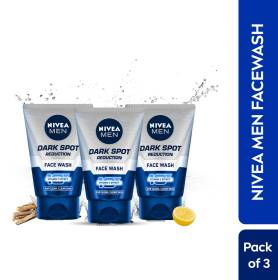 NIVEA
MEN
DARK SPOT
REDUCTION
FACE WASH
NIVEA
MEN
DARK SPOT
REDUCTION
FACE WASH
NIVEA
MEN
DARK SPOT
REDUCTION
FACE WASH
NIVEA MEN FACEWASH
Pack
of 3